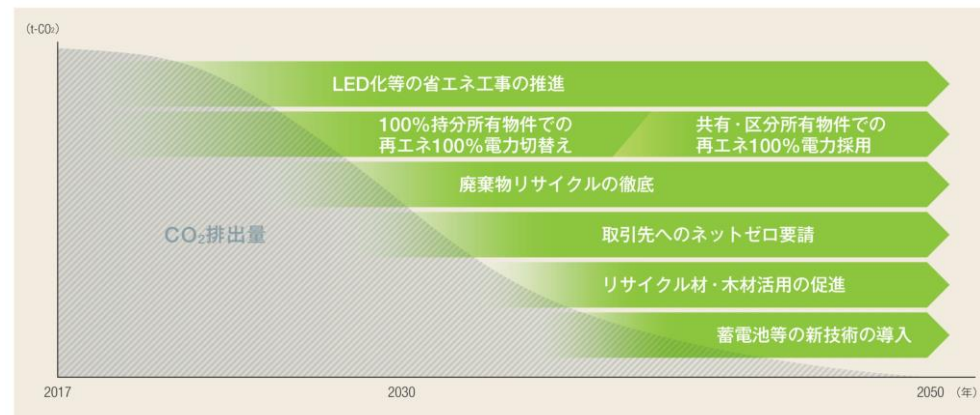 (t-CO₂)
LED化等の省エネ工事の推進
100%持分所有物件での
再エネ100%電力切替え
共有・区分所有物件での
再エネ100%電力採用
廃棄物リサイクルの徹底
CO₂排出量
取引先へのネットゼロ要請
リサイクル材・木材活用の促進
蓄電池等の新技術の導入
2017
2030
2050
(年)